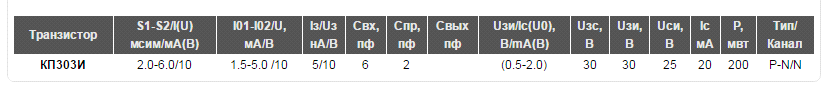 Транзистор S1-S2/I(U) мсим/мА(В) I01-I02/U, мА/В Iз/Uз нА/В Свх, пф Спр, пф Свых пф Uзи/Ic(U0), В/mA(В) Uзс, В Uзи, В Uси, В Iс мА P, мвт Тип/ Канал
КП303И 2.0-6.0/10 1.5-5.0 /10 5/10 6 2 (0.5-2.0) 30 30 25 20 200 P-N/N